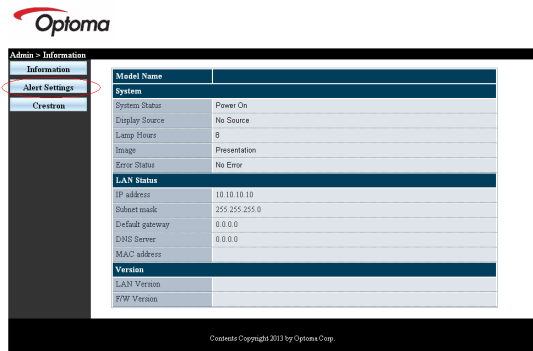 Optoma
Admin > Information
Information
Alert Settings
Crestron
Model Name
System
System Status Power On
Display Source No Source
Lamp Hours 8
Image Presentation
Error Status No Error
LAN Status
IP address 10.10.10.10
Subnet mask 255.255.255.0
Default gateway 0.0.0.0
DNS Server 0.0.0.0
MAC address
Version
LAN Version
F/W Version
Contents Copyright 2013 by Optoma Corp.